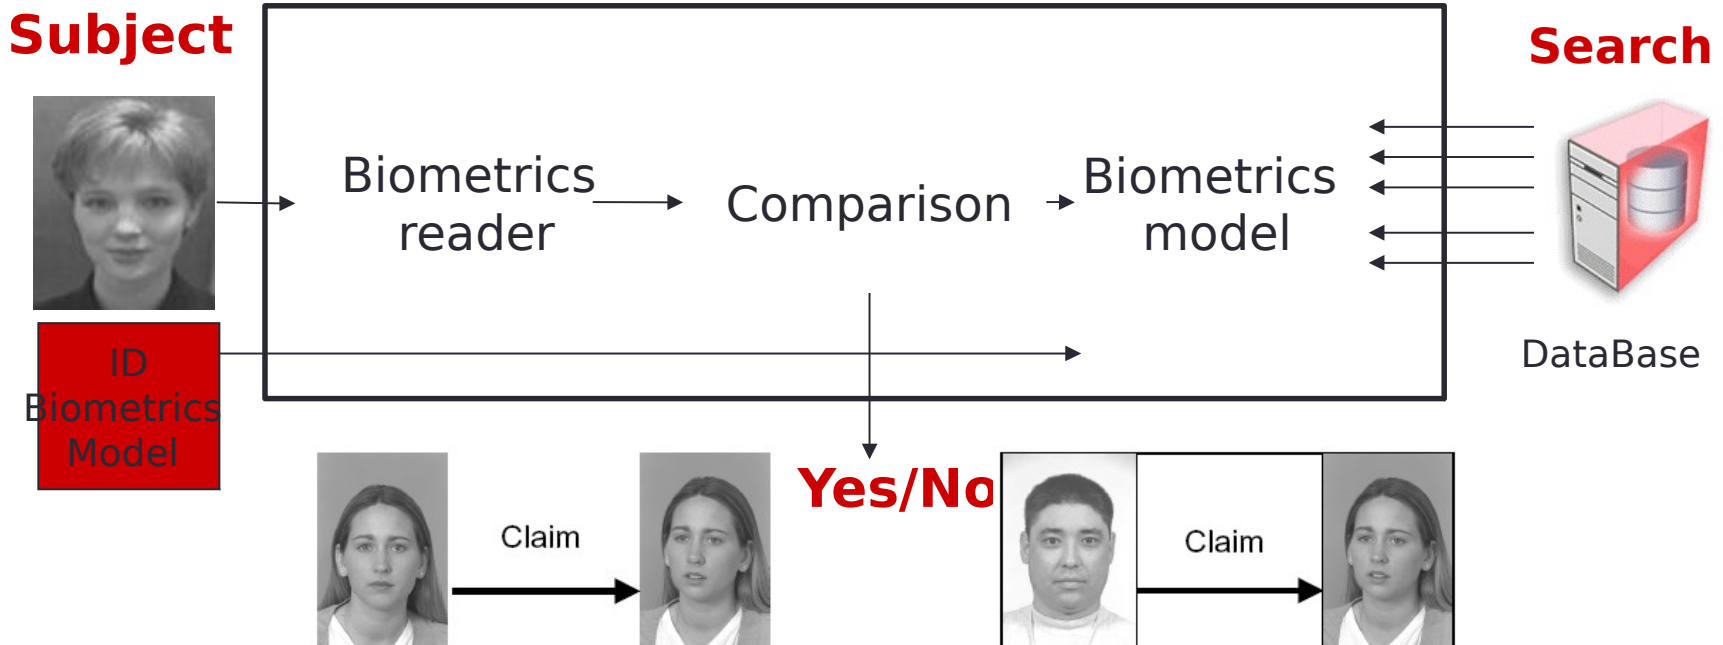 Subject
Search
Biometrics
reader
Comparison
Biometrics
model
ID
Biometrics
Model
DataBase
Yes/No
Claim
Claim